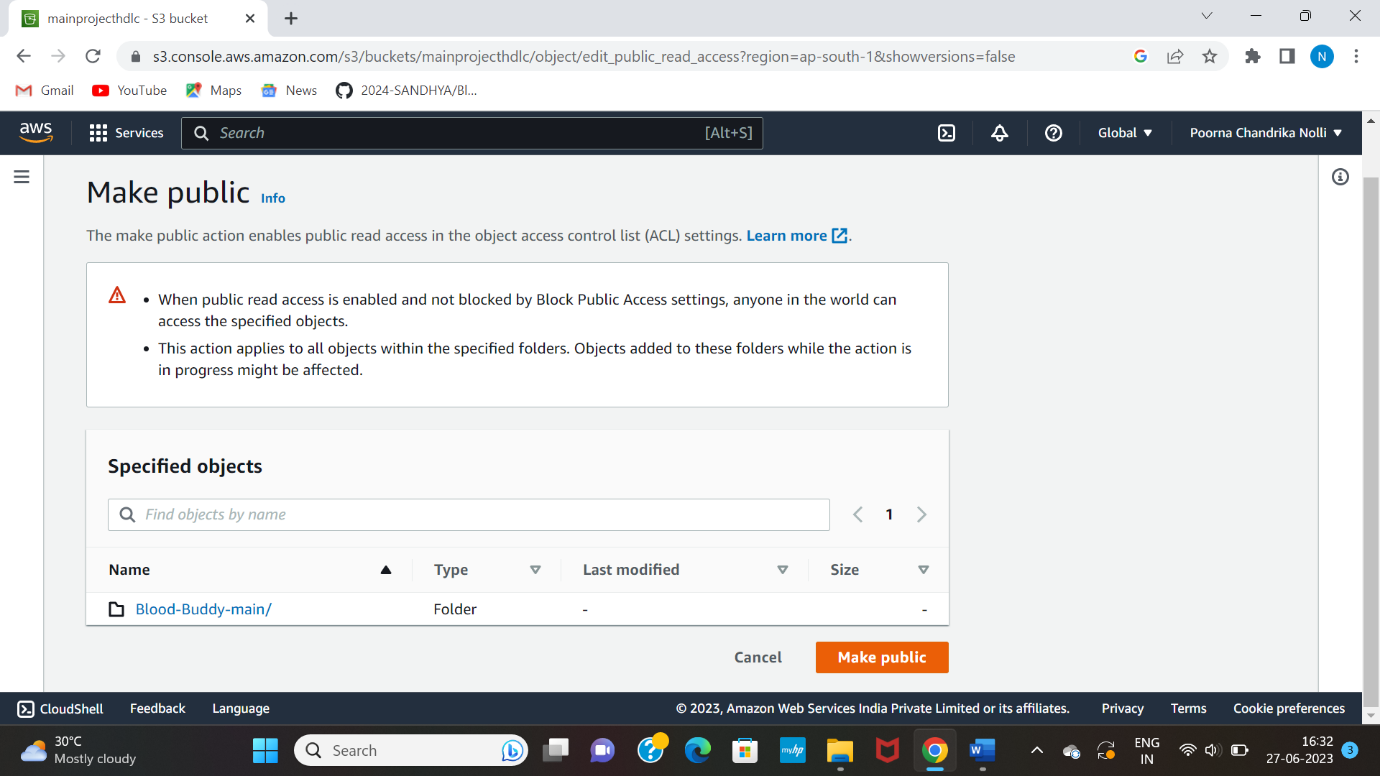 mainprojecthdlc - S3 bucket
s3.console.aws.amazon.com/s3/buckets/mainprojecthdlc/object/edit_public_read_access?region=ap-south-1&showversions=false
N
Gmail YouTube Maps News 2024-SANDHYA/Bl...
aws Services Search [Alt+S] Global Poorna Chandrika Nolli
Make public Info
The make public action enables public read access in the object access control list (ACL) settings. Learn more.
• When public read access is enabled and not blocked by Block Public Access settings, anyone in the world can
access the specified objects.
• This action applies to all objects within the specified folders. Objects added to these folders while the action is
in progress might be affected.
Specified objects
Find objects by name 1
Name Type Last modified Size
Blood-Buddy-main/ Folder - -
Cancel Make public
CloudShell Feedback Language © 2023, Amazon Web Services India Private Limited or its affiliates. Privacy Terms Cookie preferences
30°C
Mostly cloudy
Search
myhp
ENG
IN
16:32
27-06-2023
3